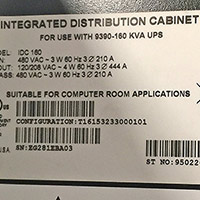 INTEGRATED DISTRIBUTION CABINET
FOR USE WITH 9390-160 KVA UPS
IDC 160
480 VAC ~ 3 W 60 Hz 3 Ø 210 A
120/208 VAC ~ 4 W 60 Hz 3 Ø 444 A
480 VAC ~ 3 W 60 Hz 3 Ø 210 A
SUITABLE FOR COMPUTER ROOM APPLICATIONS
CONFIGURATION:T16153233000101
SN:EG281EBA03
ST NO: 95022